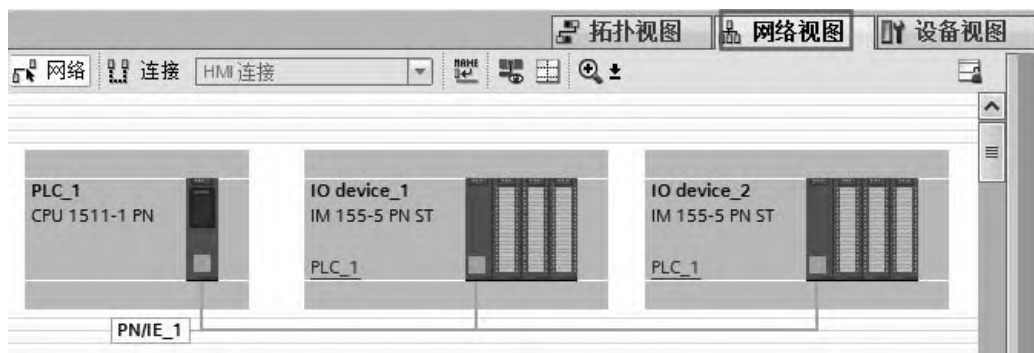 拓扑视图 网络视图 设备视图
网络 连接 HMI连接 NAME
PLC_1
CPU 1511-1 PN
IO device_1
IM 155-5 PN ST
PLC_1
IO device_2
IM 155-5 PN ST
PLC_1
PN/IE_1